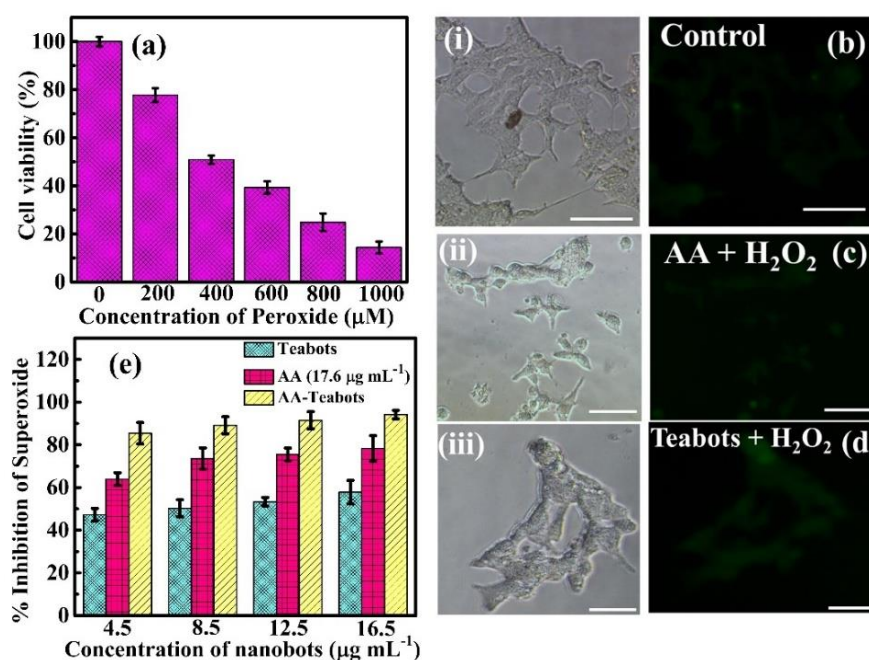 (a)
Cell viability (%)
100
80
60
40
20
0
0 200 400 600 800 1000
Concentration of Peroxide (μM)
(i)
Control (b)
(ii)
AA + H₂O₂ (c)
(iii)
Teabots + H₂O₂ (d)
(e)
Teabots
AA (17.6 μg mL⁻¹)
AA-Teabots
% Inhibition of Superoxide
120
100
80
60
40
20
0
4.5 8.5 12.5 16.5
Concentration of nanobots (μg mL⁻¹)